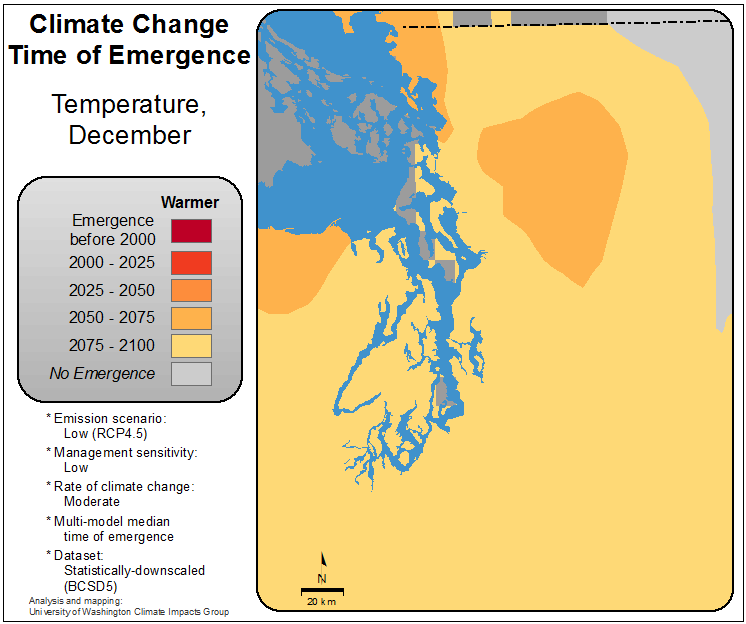 Climate Change
Time of Emergence
Temperature,
December
Warmer
Emergence
before 2000
2000 - 2025
2025 - 2050
2050 - 2075
2075 - 2100
No Emergence
* Emission scenario:
Low (RCP4.5)
* Management sensitivity:
Low
* Rate of climate change:
Moderate
* Multi-model median
time of emergence
* Dataset:
Statistically-downscaled
(BCSD5)
Analysis and mapping:
University of Washington Climate Impacts Group
N
20 km